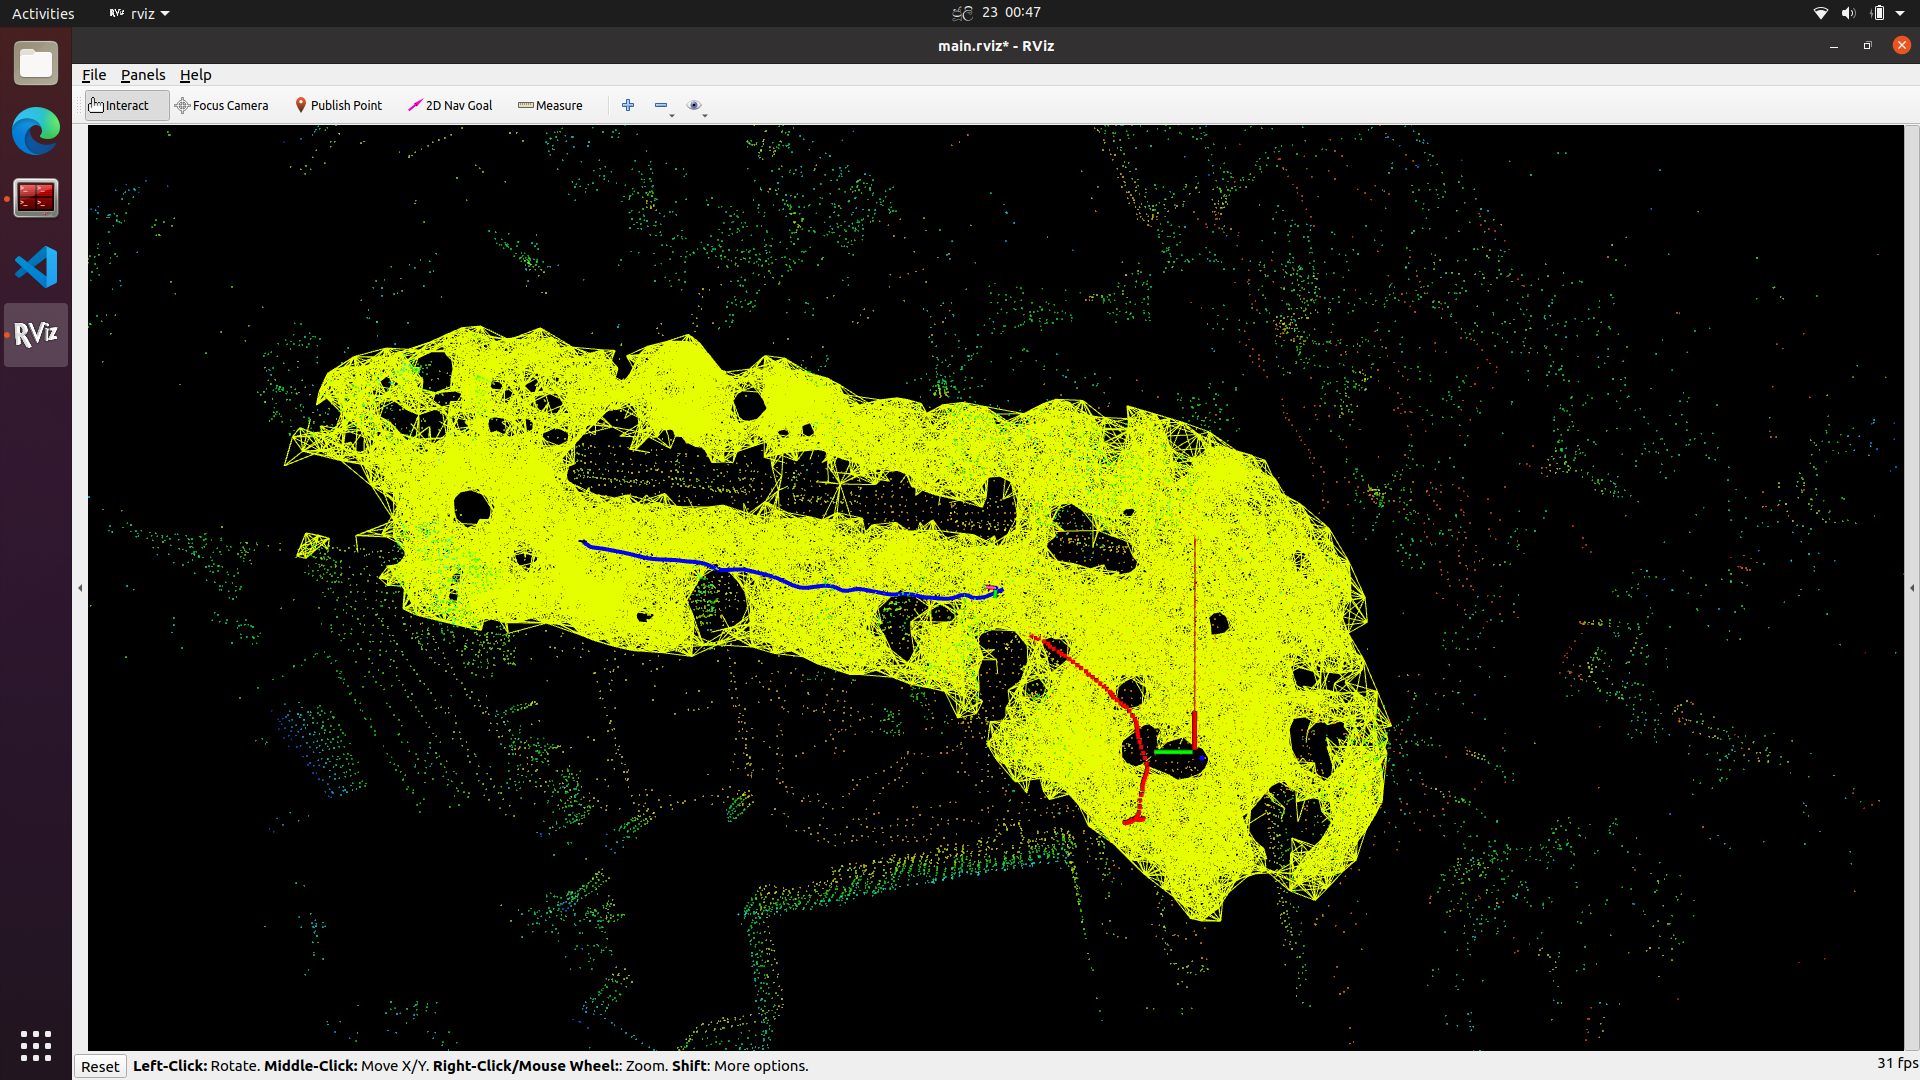 Activities
RViz rviz
ජූලි 23 00:47
main.rviz* - RViz
File Panels Help
Interact Focus Camera Publish Point 2D Nav Goal Measure
RViz
Reset Left-Click: Rotate. Middle-Click: Move X/Y. Right-Click/Mouse Wheel:: Zoom. Shift: More options.
31 fps